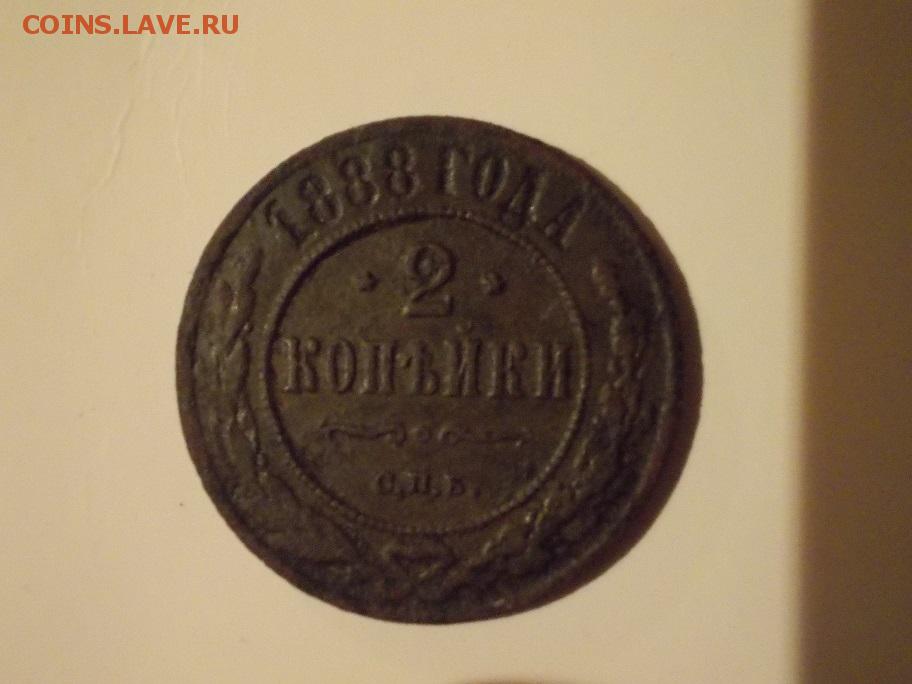 COINS.LAVE.RU
1888 ГОДА
2
КОПѢЙКИ
С.П.Б.